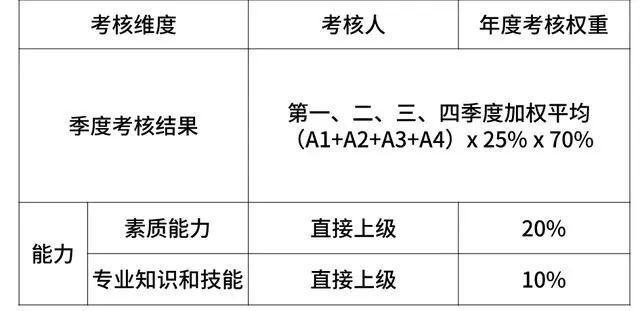 考核维度 考核人 年度考核权重
季度考核结果
第一、二、三、四季度加权平均
（A1+A2+A3+A4）x 25% x 70%
能力
素质能力 直接上级 20%
专业知识和技能 直接上级 10%